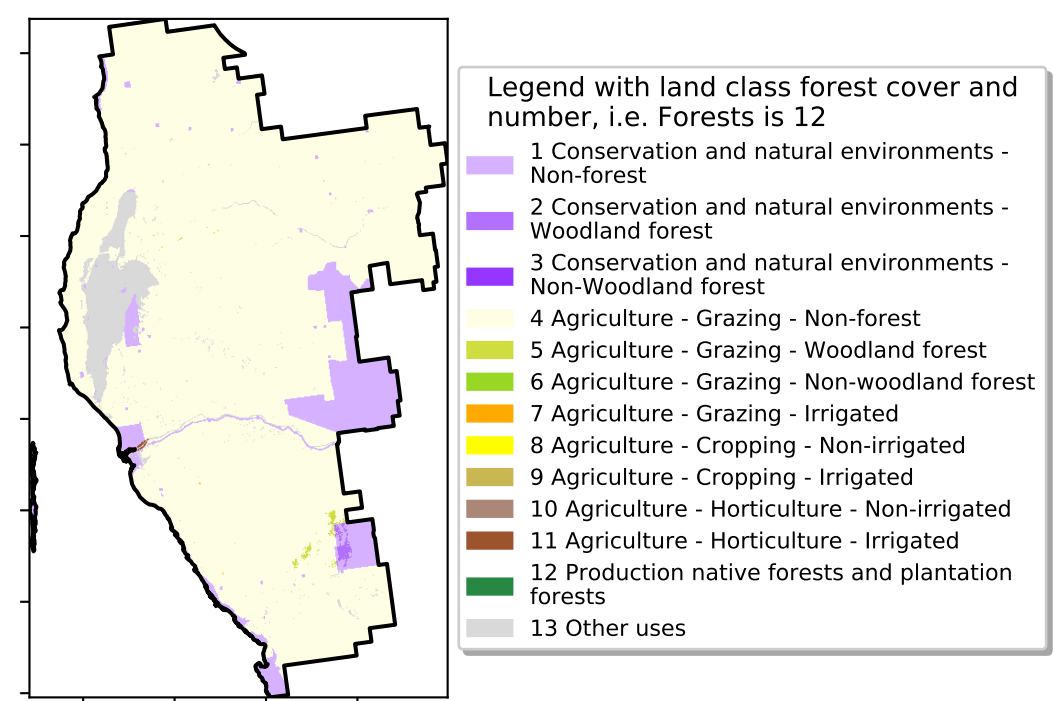 Legend with land class forest cover and
number, i.e. Forests is 12
1 Conservation and natural environments -
Non-forest
2 Conservation and natural environments -
Woodland forest
3 Conservation and natural environments -
Non-Woodland forest
4 Agriculture - Grazing - Non-forest
5 Agriculture - Grazing - Woodland forest
6 Agriculture - Grazing - Non-woodland forest
7 Agriculture - Grazing - Irrigated
8 Agriculture - Cropping - Non-irrigated
9 Agriculture - Cropping - Irrigated
10 Agriculture - Horticulture - Non-irrigated
11 Agriculture - Horticulture - Irrigated
12 Production native forests and plantation
forests
13 Other uses